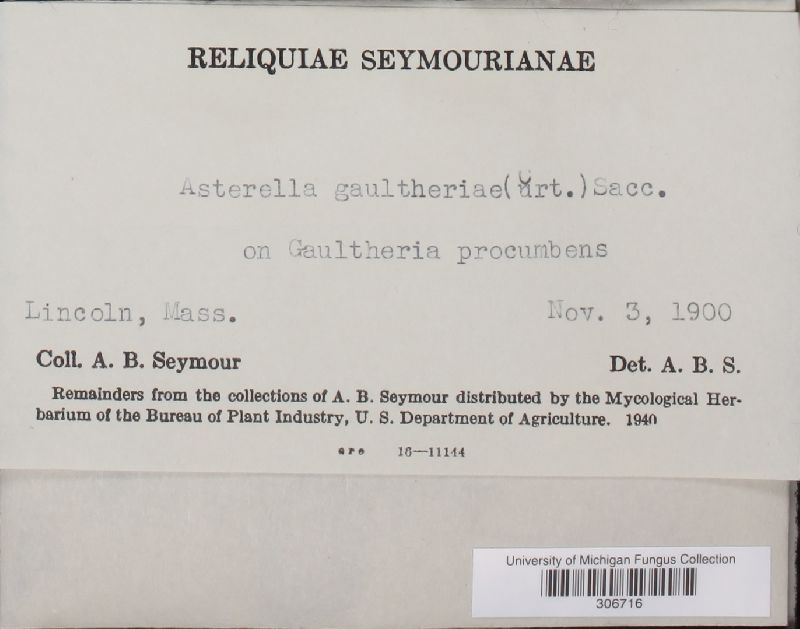 RELIQUIAE SEYMOURIANAE
Asterella gaultheriae(Curt.)Sacc.
on Gaultheria procumbens
Lincoln, Mass. Nov. 3, 1900
Coll. A. B. Seymour Det. A. B. S.
Remainders from the collections of A. B. Seymour distributed by the Mycological Her-
barium of the Bureau of Plant Industry, U. S. Department of Agriculture. 1940
GPO 16—11144
University of Michigan Fungus Collection
306716